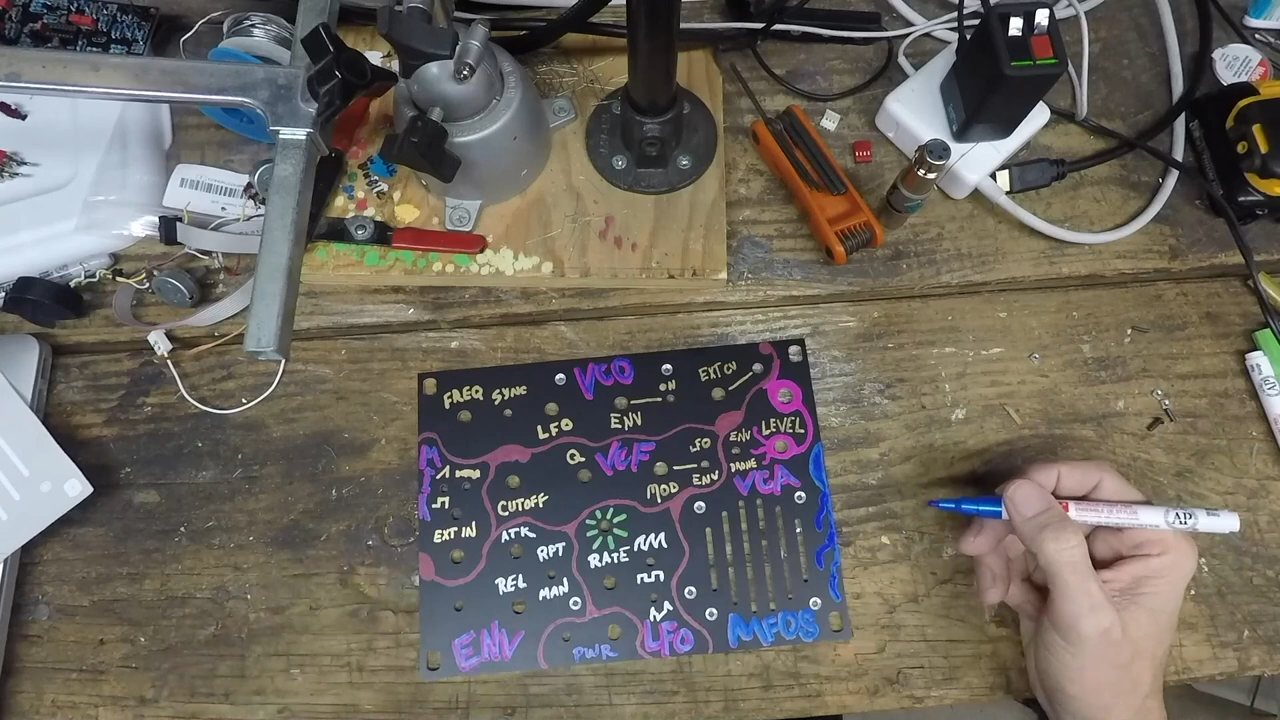 VCO
FREQ SYNC
LFO
ENV
ON
EXT CV
LEVEL
M
Q
VCF
LFO
ENV
DRONE
VCA
CUTOFF
MOD
ENV
EXT IN
ATK
RPT
REL
MAN
RATE
ENV
PWR
LFO
MFOS
AP